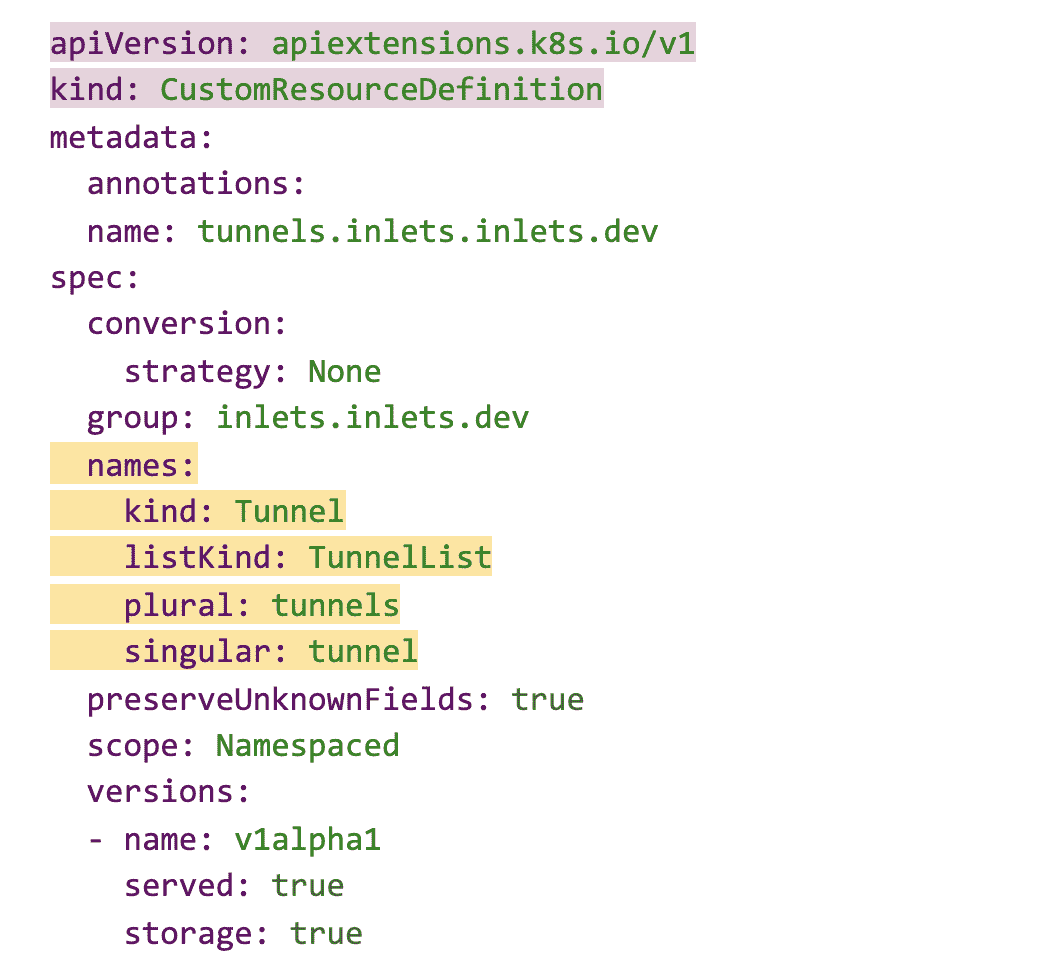 apiVersion: apiextensions.k8s.io/v1
kind: CustomResourceDefinition
metadata:
  annotations:
  name: tunnels.inlets.inlets.dev
spec:
  conversion:
    strategy: None
  group: inlets.inlets.dev
  names:
    kind: Tunnel
    listKind: TunnelList
    plural: tunnels
    singular: tunnel
  preserveUnknownFields: true
  scope: Namespaced
  versions:
  - name: v1alpha1
    served: true
    storage: true